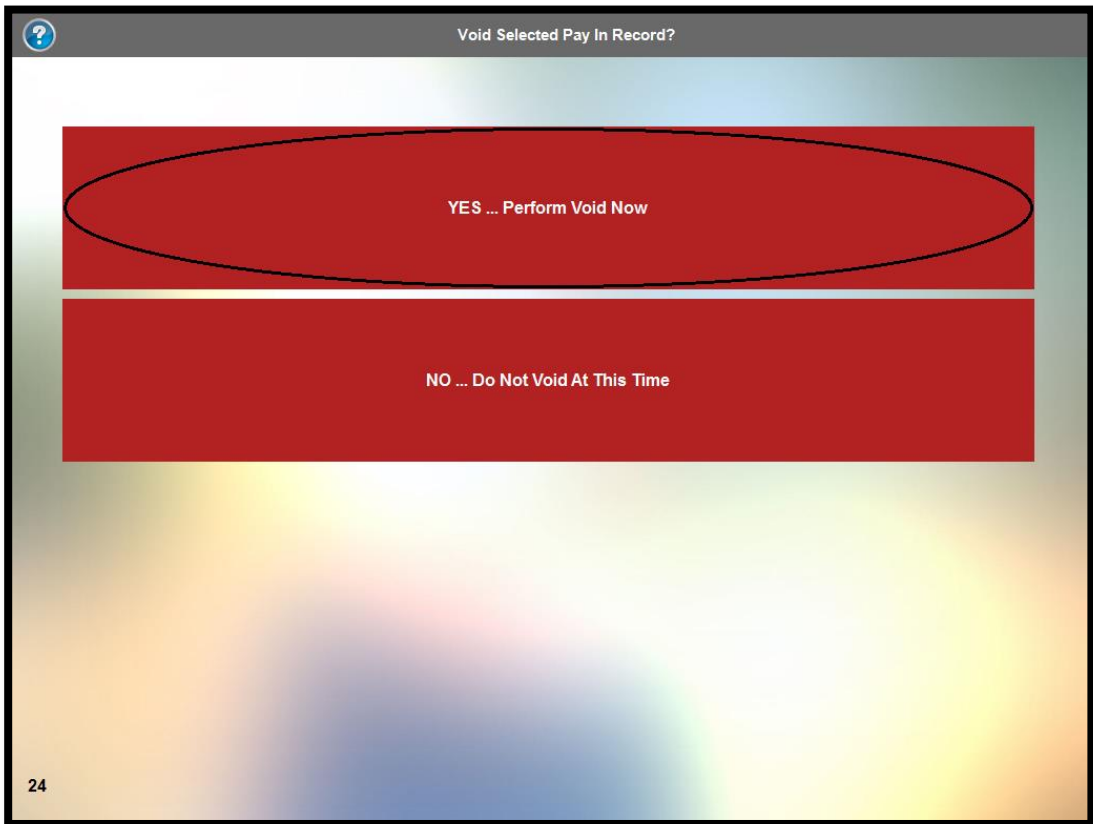 ?
Void Selected Pay In Record?
YES ... Perform Void Now
NO ... Do Not Void At This Time
24